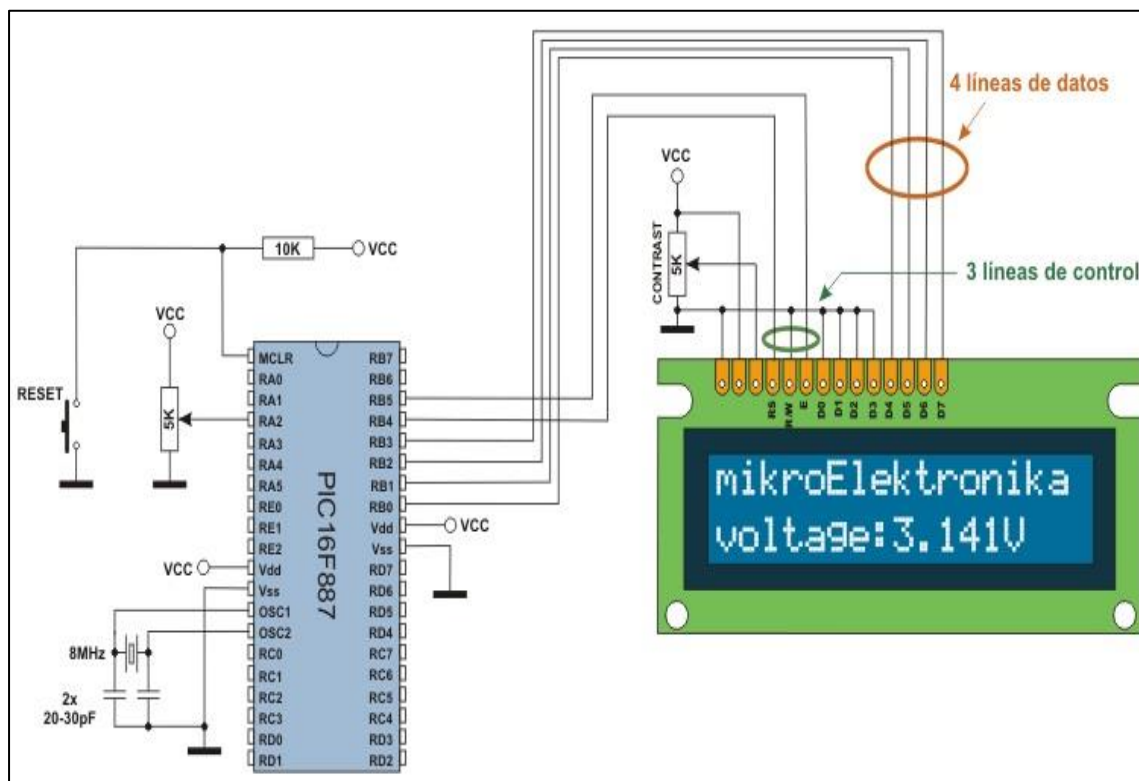 4 líneas de datos
VCC
CONTRAST
5K
3 líneas de control
10K
VCC
VCC
RESET
5K
MCLR
RA0
RA1
RA2
RA3
RA4
RA5
RE0
RE1
RE2
Vdd
Vss
OSC1
OSC2
RC0
RC1
RC2
RC3
RD0
RD1
PIC16F887
RB7
RB6
RB5
RB4
RB3
RB2
RB1
RB0
Vdd
Vss
RD7
RD6
RD5
RD4
RC7
RC6
RC5
RC4
RD3
RD2
VCC
VCC
8MHz
2x
20-30pF
RS
R/W
E
D0
D1
D2
D3
D4
D5
D6
D7
mikroElektronika
voltage:3.141V